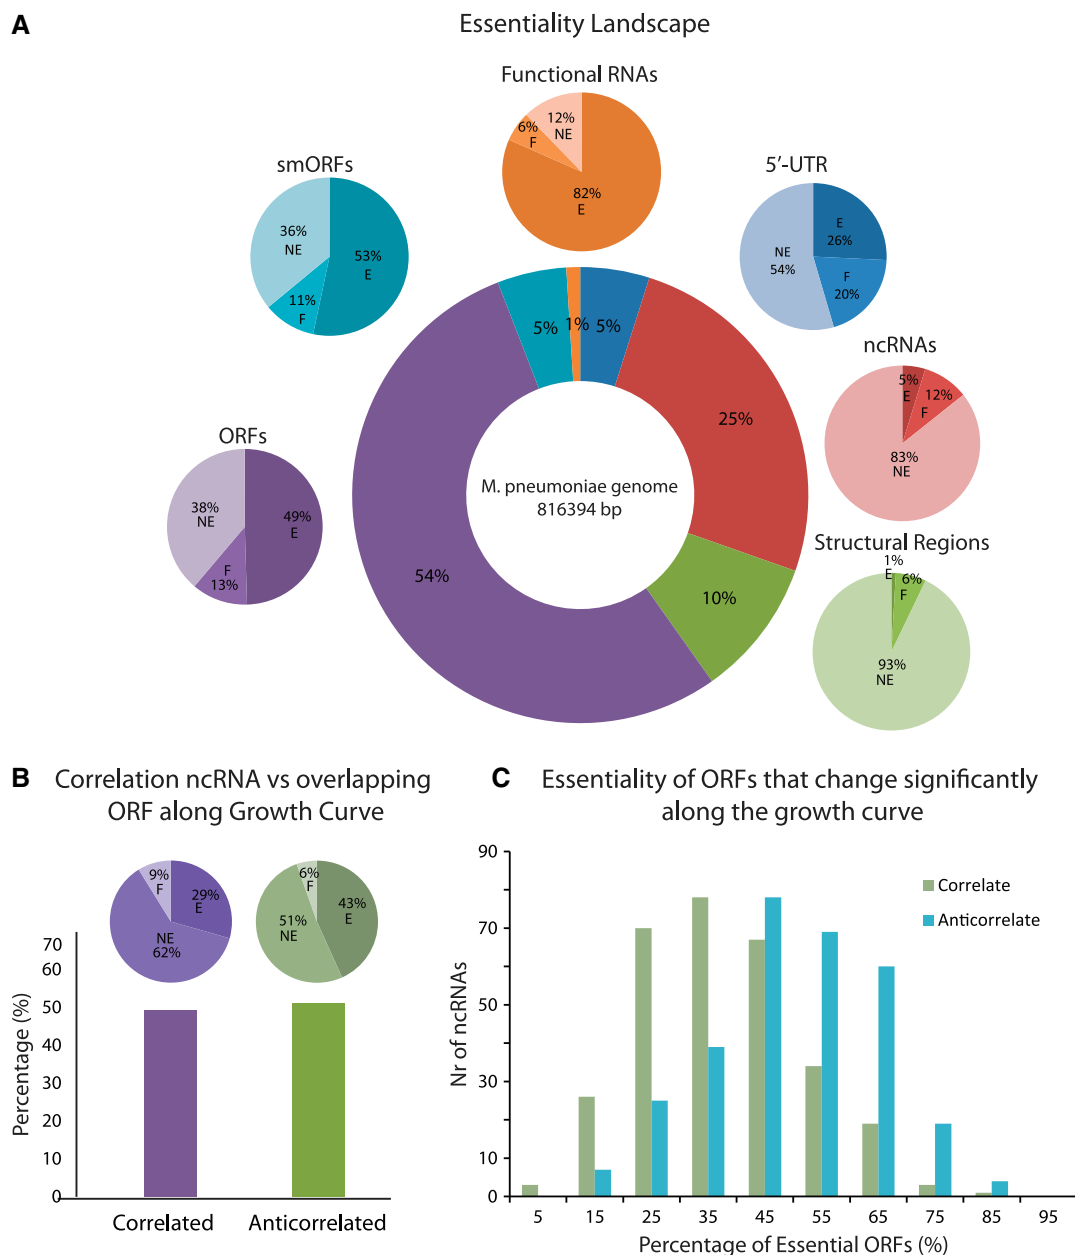 A
Essentiality Landscape
Functional RNAs
12%
NE
6%
F
82%
E
smORFs
36%
NE
53%
E
11%
F
5'-UTR
E
26%
NE
54%
F
20%
ncRNAs
5%
E
12%
F
83%
NE
ORFs
38%
NE
49%
E
F
13%
Structural Regions
1%
E
6%
F
93%
NE
5%
1%
5%
25%
10%
54%
M. pneumoniae genome
816394 bp
B
Correlation ncRNA vs overlapping
ORF along Growth Curve
9%
F
29%
E
NE
62%
6%
F
43%
E
51%
NE
Percentage (%)
70
60
50
40
30
20
10
0
Correlated
Anticorrelated
C
Essentiality of ORFs that change significantly
along the growth curve
Correlate
Anticorrelate
Nr of ncRNAs
90
70
50
30
10
0
5
15
25
35
45
55
65
75
85
95
Percentage of Essential ORFs (%)